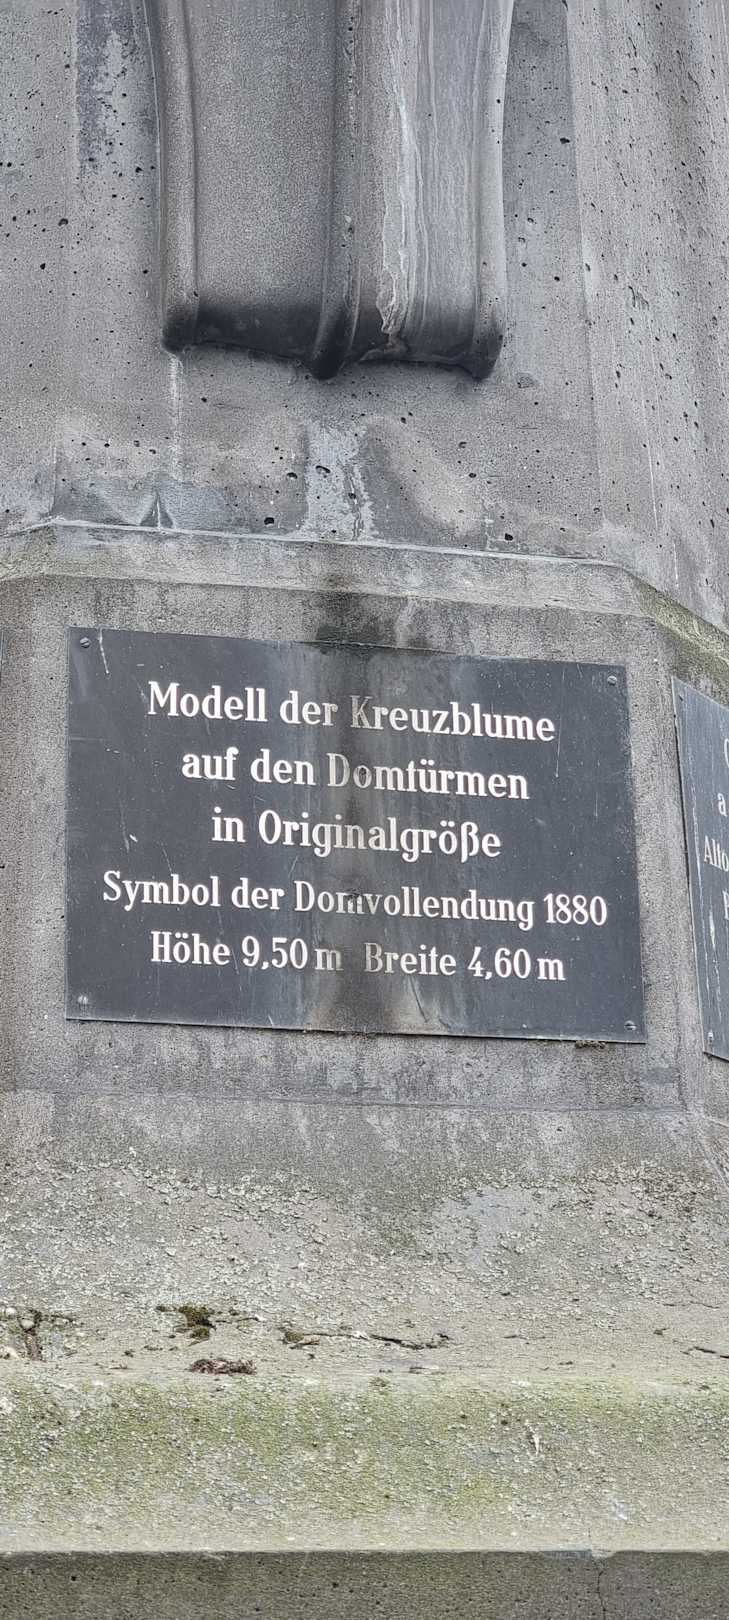 Modell der Kreuzblume
auf den Domtürmen
in Originalgröße
Symbol der Domvollendung 1880
Höhe 9,50 m Breite 4,60 m